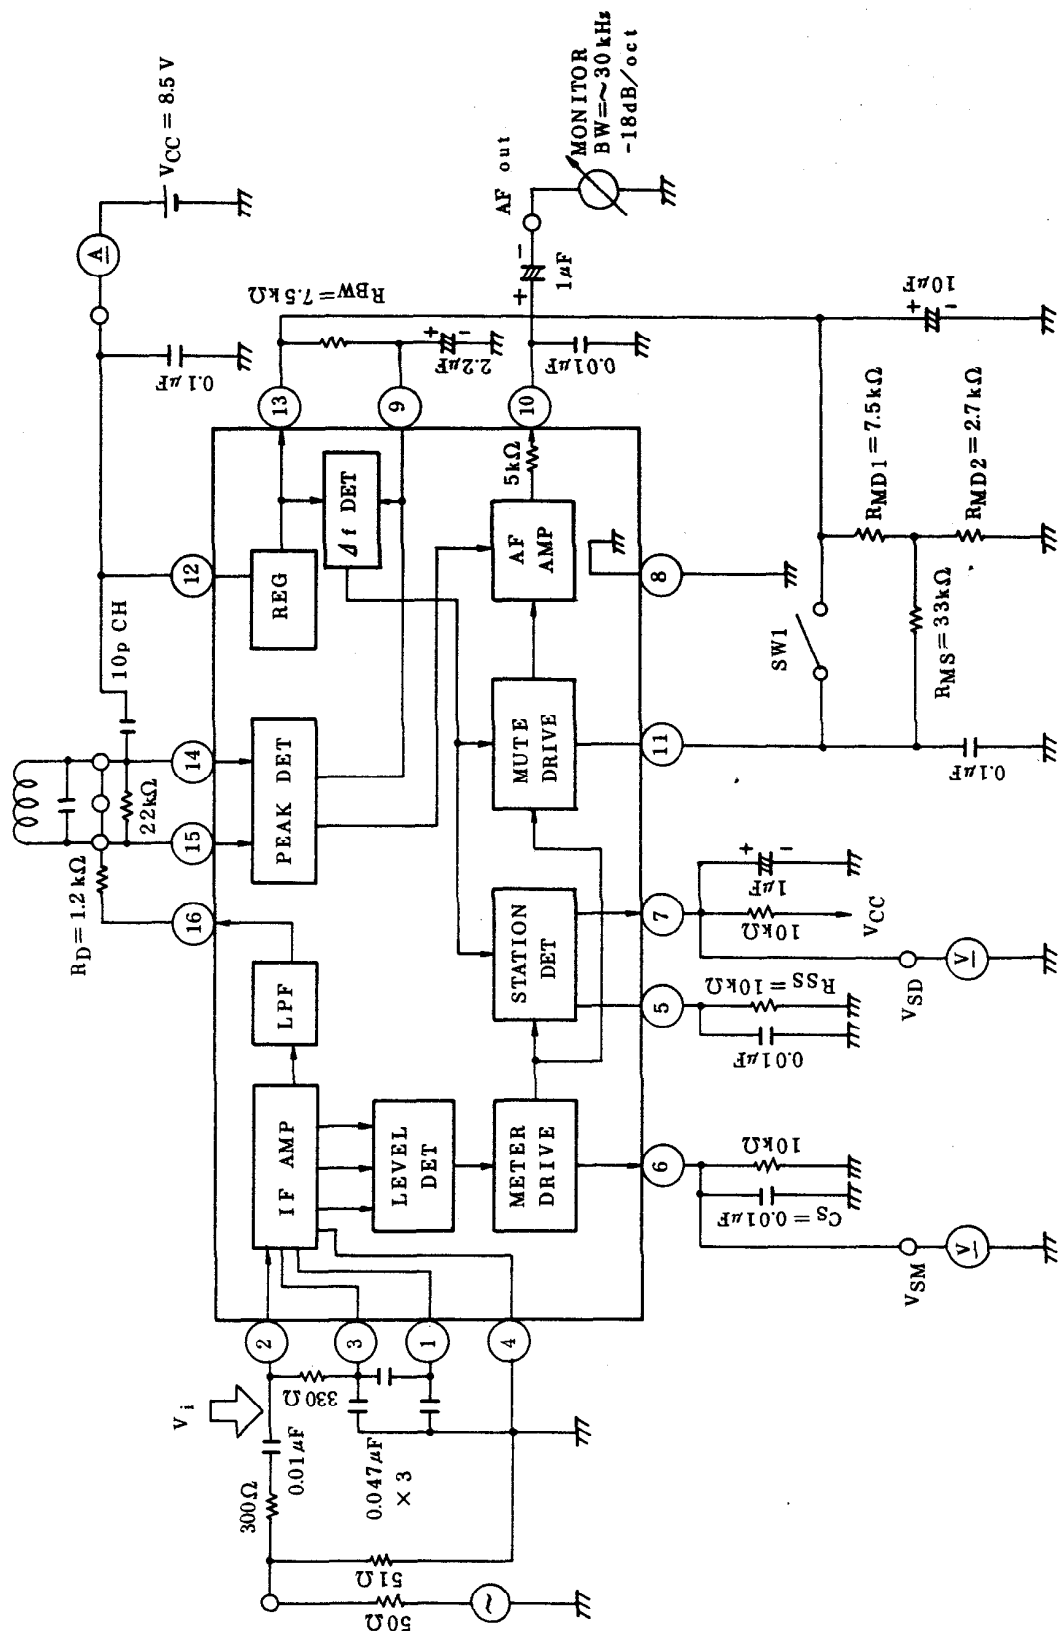 RD = 1.2 kΩ
22kΩ
10p CH
0.1μF
A
VCC = 8.5 V
16
15
14
12
13
RBW = 7.5kΩ
9
2.2μF
+
-
10
0.01μF
+
-
1μF
AF out
MONITOR
BW=~30kHz
-18dB/oct
IF AMP
LPF
PEAK DET
REG
Δf DET
LEVEL
DET
METER
DRIVE
STATION
DET
MUTE
DRIVE
AF
AMP
5kΩ
Vi
2
3
1
4
300Ω
0.01μF
330Ω
0.047μF
× 3
51Ω
50Ω
~
6
5
7
11
8
CS = 0.01μF
10kΩ
VSM
V
0.01μF
RSS = 10kΩ
10kΩ
VCC
1μF
+
-
VSD
V
SW1
0.1μF
RMS = 33kΩ
RMD1 = 7.5kΩ
RMD2 = 2.7kΩ
10μF
+
-